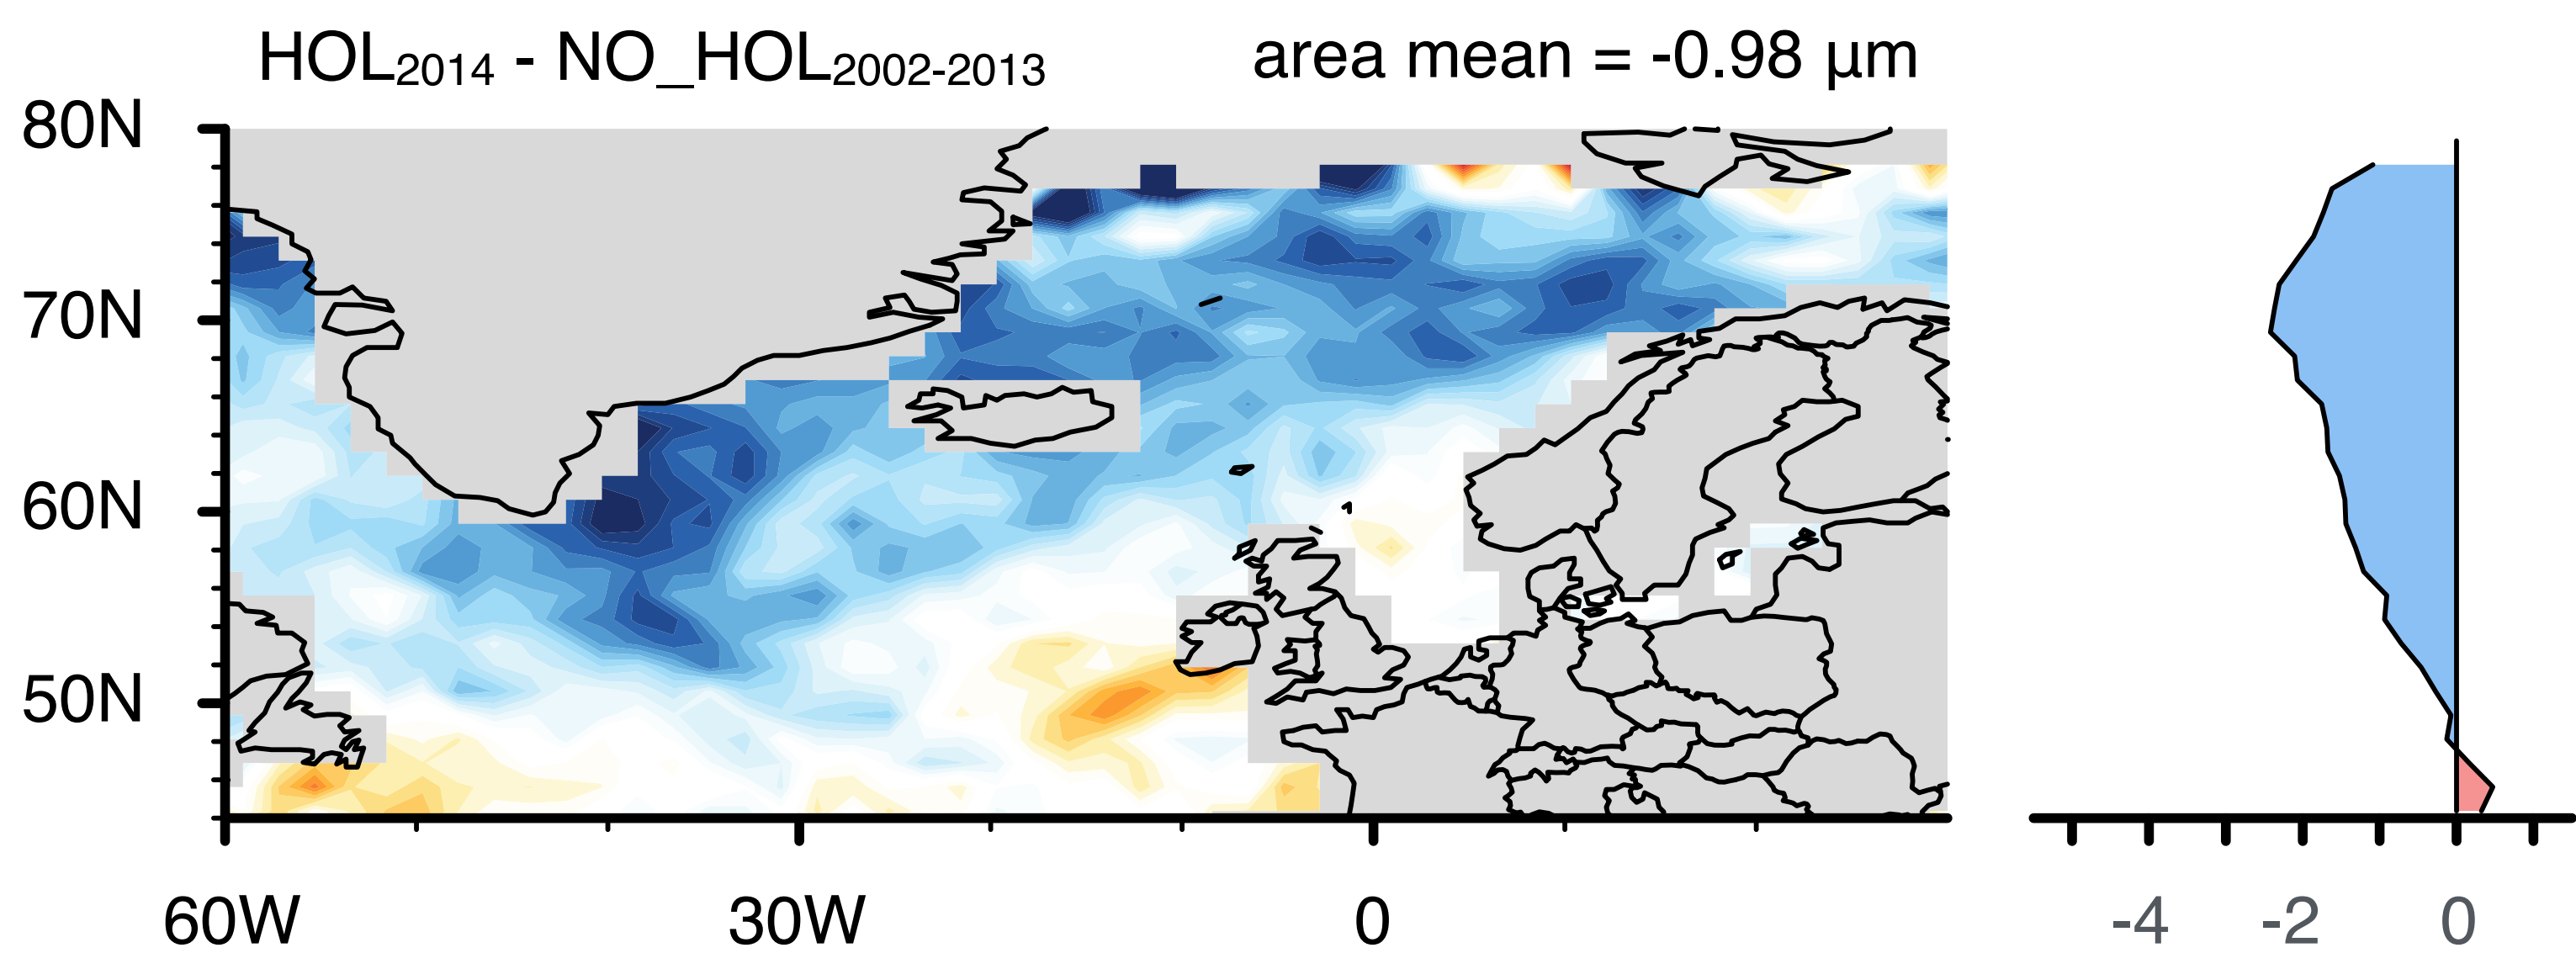 HOL2014 - NO_HOL2002-2013 area mean = -0.98 µm
80N
70N
60N
50N
60W 30W 0 -4 -2 0